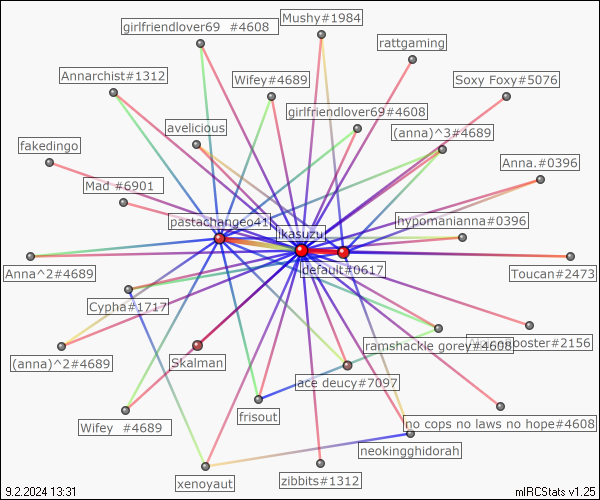 Mushy#1984
girlfriendlover69 #4608
rattgaming
Annarchist#1312
Wifey#4689
Soxy Foxy#5076
girlfriendlover69#4608
avelicious
(anna)^3#4689
fakedingo
Anna.#0396
Mad #6901
pastachangeo41
hypomanianna#0396
Ikasuzu
default#0617
Anna^2#4689
Toucan#2473
Cypha#1717
ramshackle gorey#4608
poster#2156
(anna)^2#4689
Skalman
ace deucy#7097
frisout
no cops no laws no hope#4608
Wifey #4689
neokingghidorah
xenoyaut
zibbits#1312
9.2.2024 13:31
mIRCStats v1.25